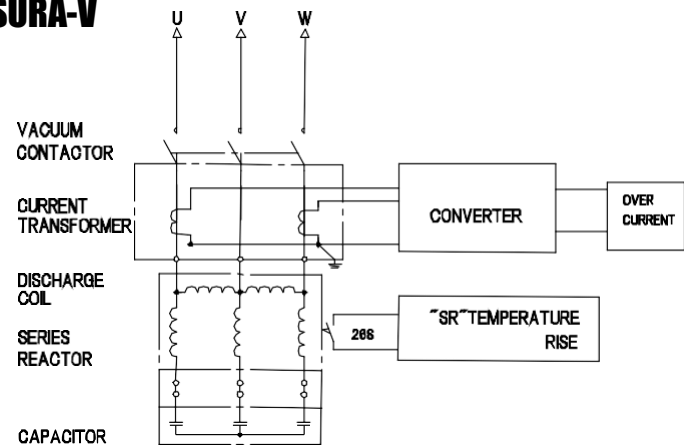 SURA-V
U V W
VACUUM
CONTACTOR
CURRENT
TRANSFORMER
CONVERTER
OVER
CURRENT
DISCHARGE
COIL
SERIES
REACTOR
26S
"SR"TEMPERATURE
RISE
CAPACITOR